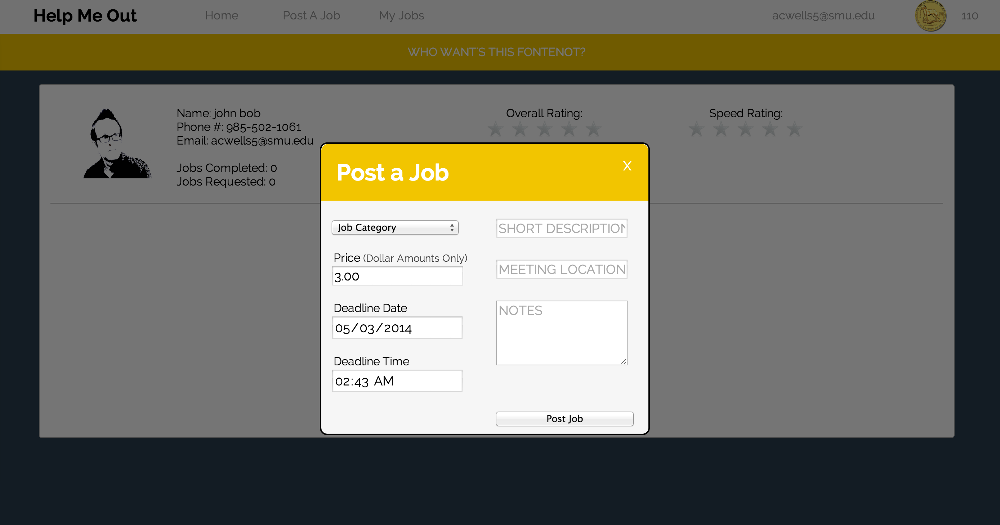 Help Me Out
Home
Post A Job
My Jobs
acwells5@smu.edu
110
WHO WANT'S THIS FONTENOT?
Name: john bob
Phone #: 985-502-1061
Email: acwells5@smu.edu
Jobs Completed: 0
Jobs Requested: 0
Overall Rating:
Speed Rating:
Post a Job
X
Job Category
Price (Dollar Amounts Only)
3.00
Deadline Date
05/03/2014
Deadline Time
02:43 AM
SHORT DESCRIPTION
MEETING LOCATION
NOTES
Post Job